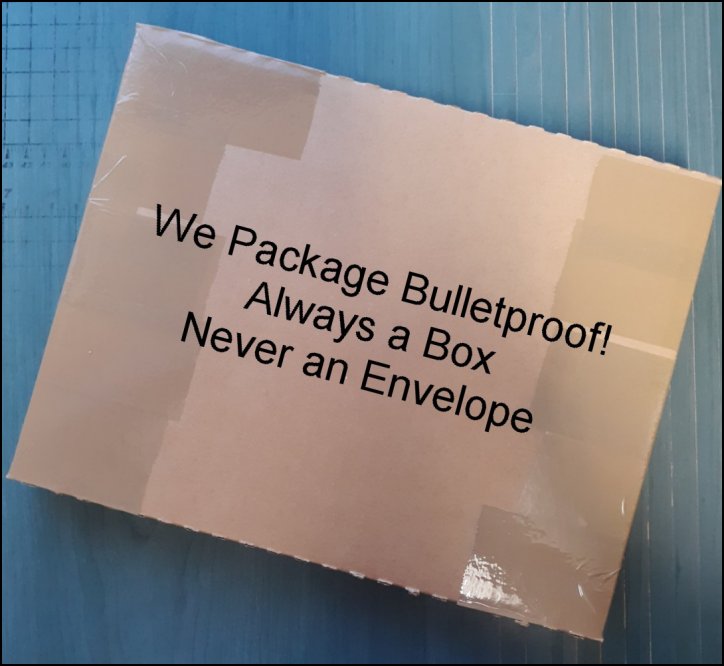 We Package Bulletproof!
Always a Box
Never an Envelope